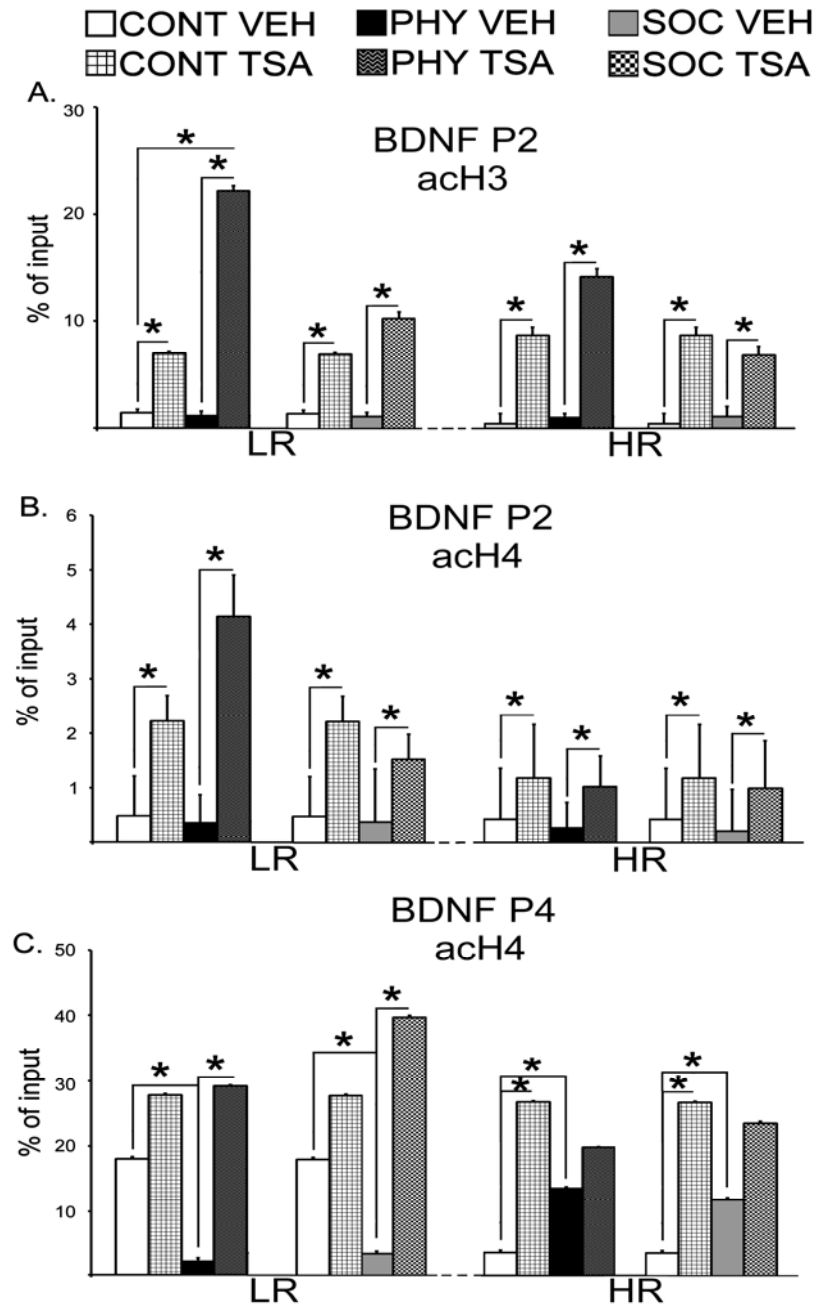 CONT VEH PHY VEH SOC VEH
CONT TSA PHY TSA SOC TSA
A.
BDNF P2
acH3
% of input
30
20
10
* * * * * * * * *
LR HR
B.
BDNF P2
acH4
% of input
6
5
4
3
2
1
* * * * * * * *
LR HR
C.
BDNF P4
acH4
% of input
50
40
30
20
10
* * * * * * * *
LR HR